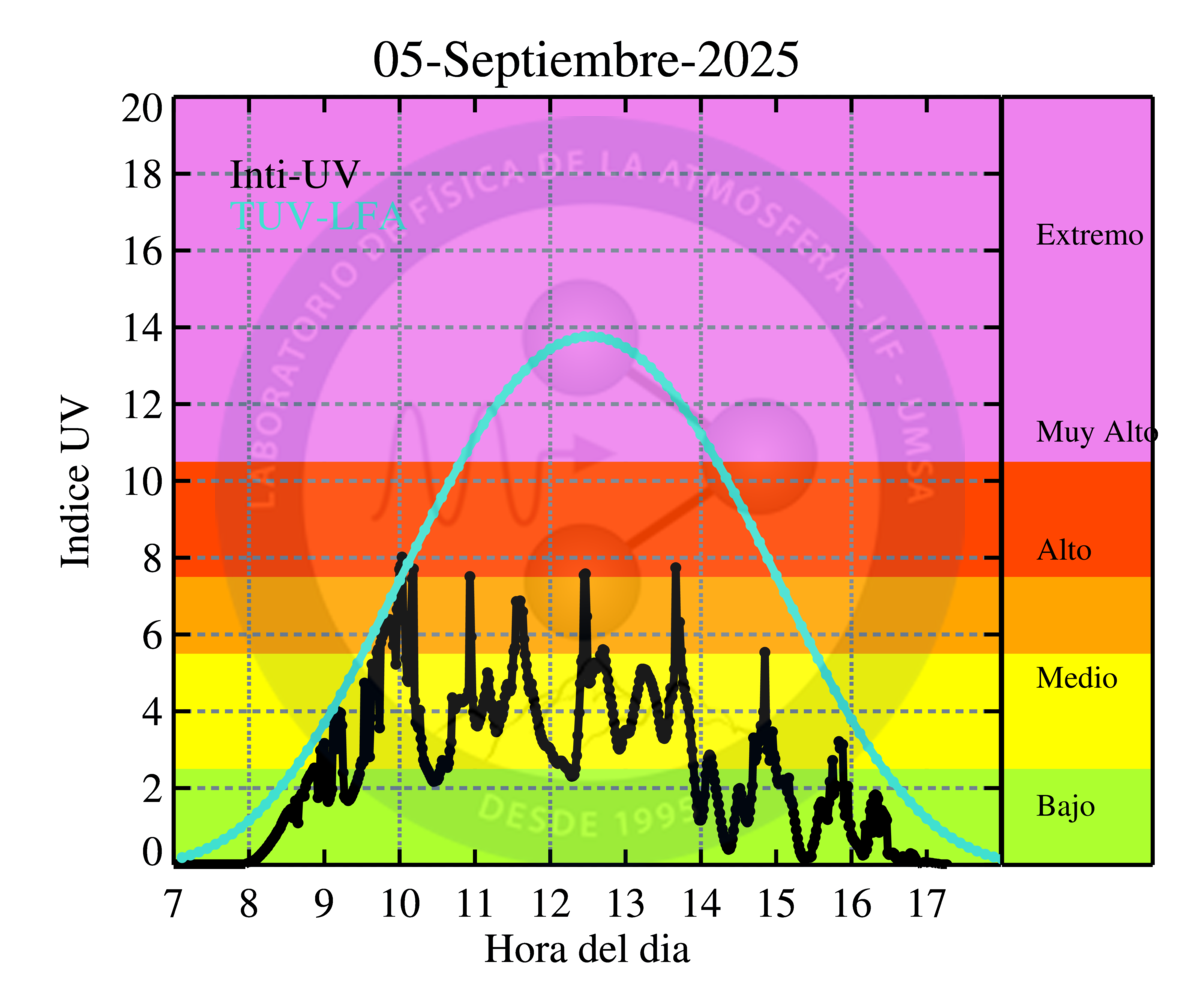 05-Septiembre-2025
Inti-UV
TUV-LFA
LABORATORIO DE FÍSICA DE LA ATMÓSFERA - IIF - UMSA
DESDE 1995
Indice UV
20
18
16
14
12
10
8
6
4
2
0
Extremo
Muy Alto
Alto
Medio
Bajo
7 8 9 10 11 12 13 14 15 16 17
Hora del dia